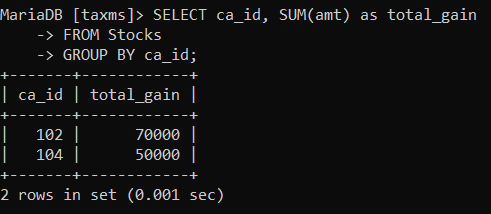 MariaDB [taxms]> SELECT ca_id, SUM(amt) as total_gain
    -> FROM Stocks
    -> GROUP BY ca_id;
+-------+------------+
| ca_id | total_gain |
+-------+------------+
|   102 |      70000 |
|   104 |      50000 |
+-------+------------+
2 rows in set (0.001 sec)